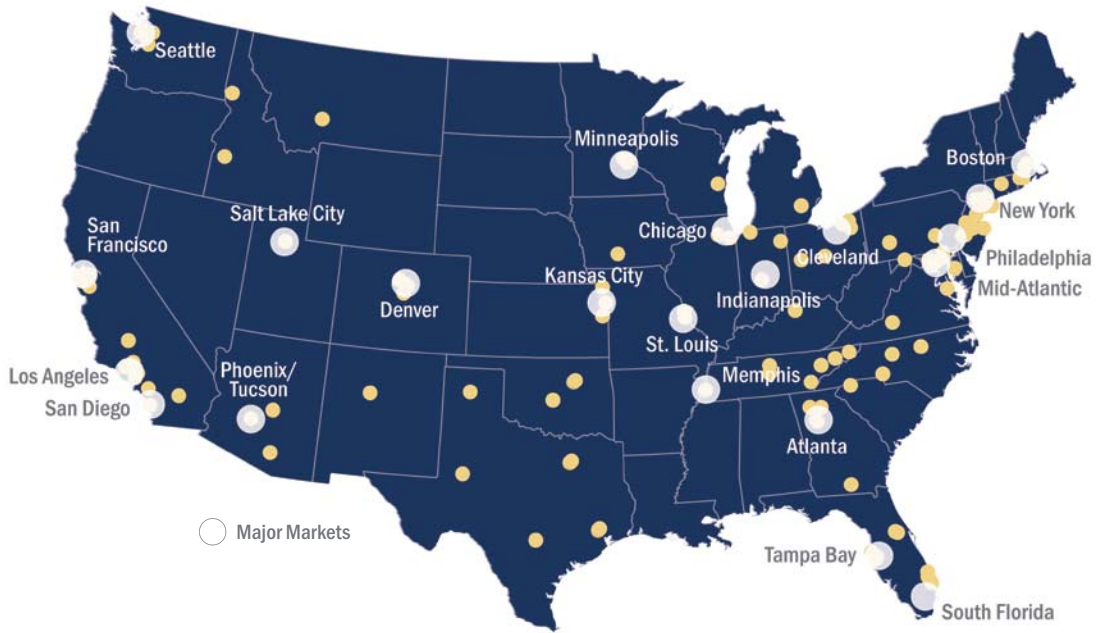 Seattle
Minneapolis
Boston
New York
San
Francisco
Salt Lake City
Chicago
Cleveland
Philadelphia
Mid-Atlantic
Kansas City
Denver
Indianapolis
St. Louis
Los Angeles
San Diego
Phoenix/
Tucson
Memphis
Atlanta
Major Markets
Tampa Bay
South Florida